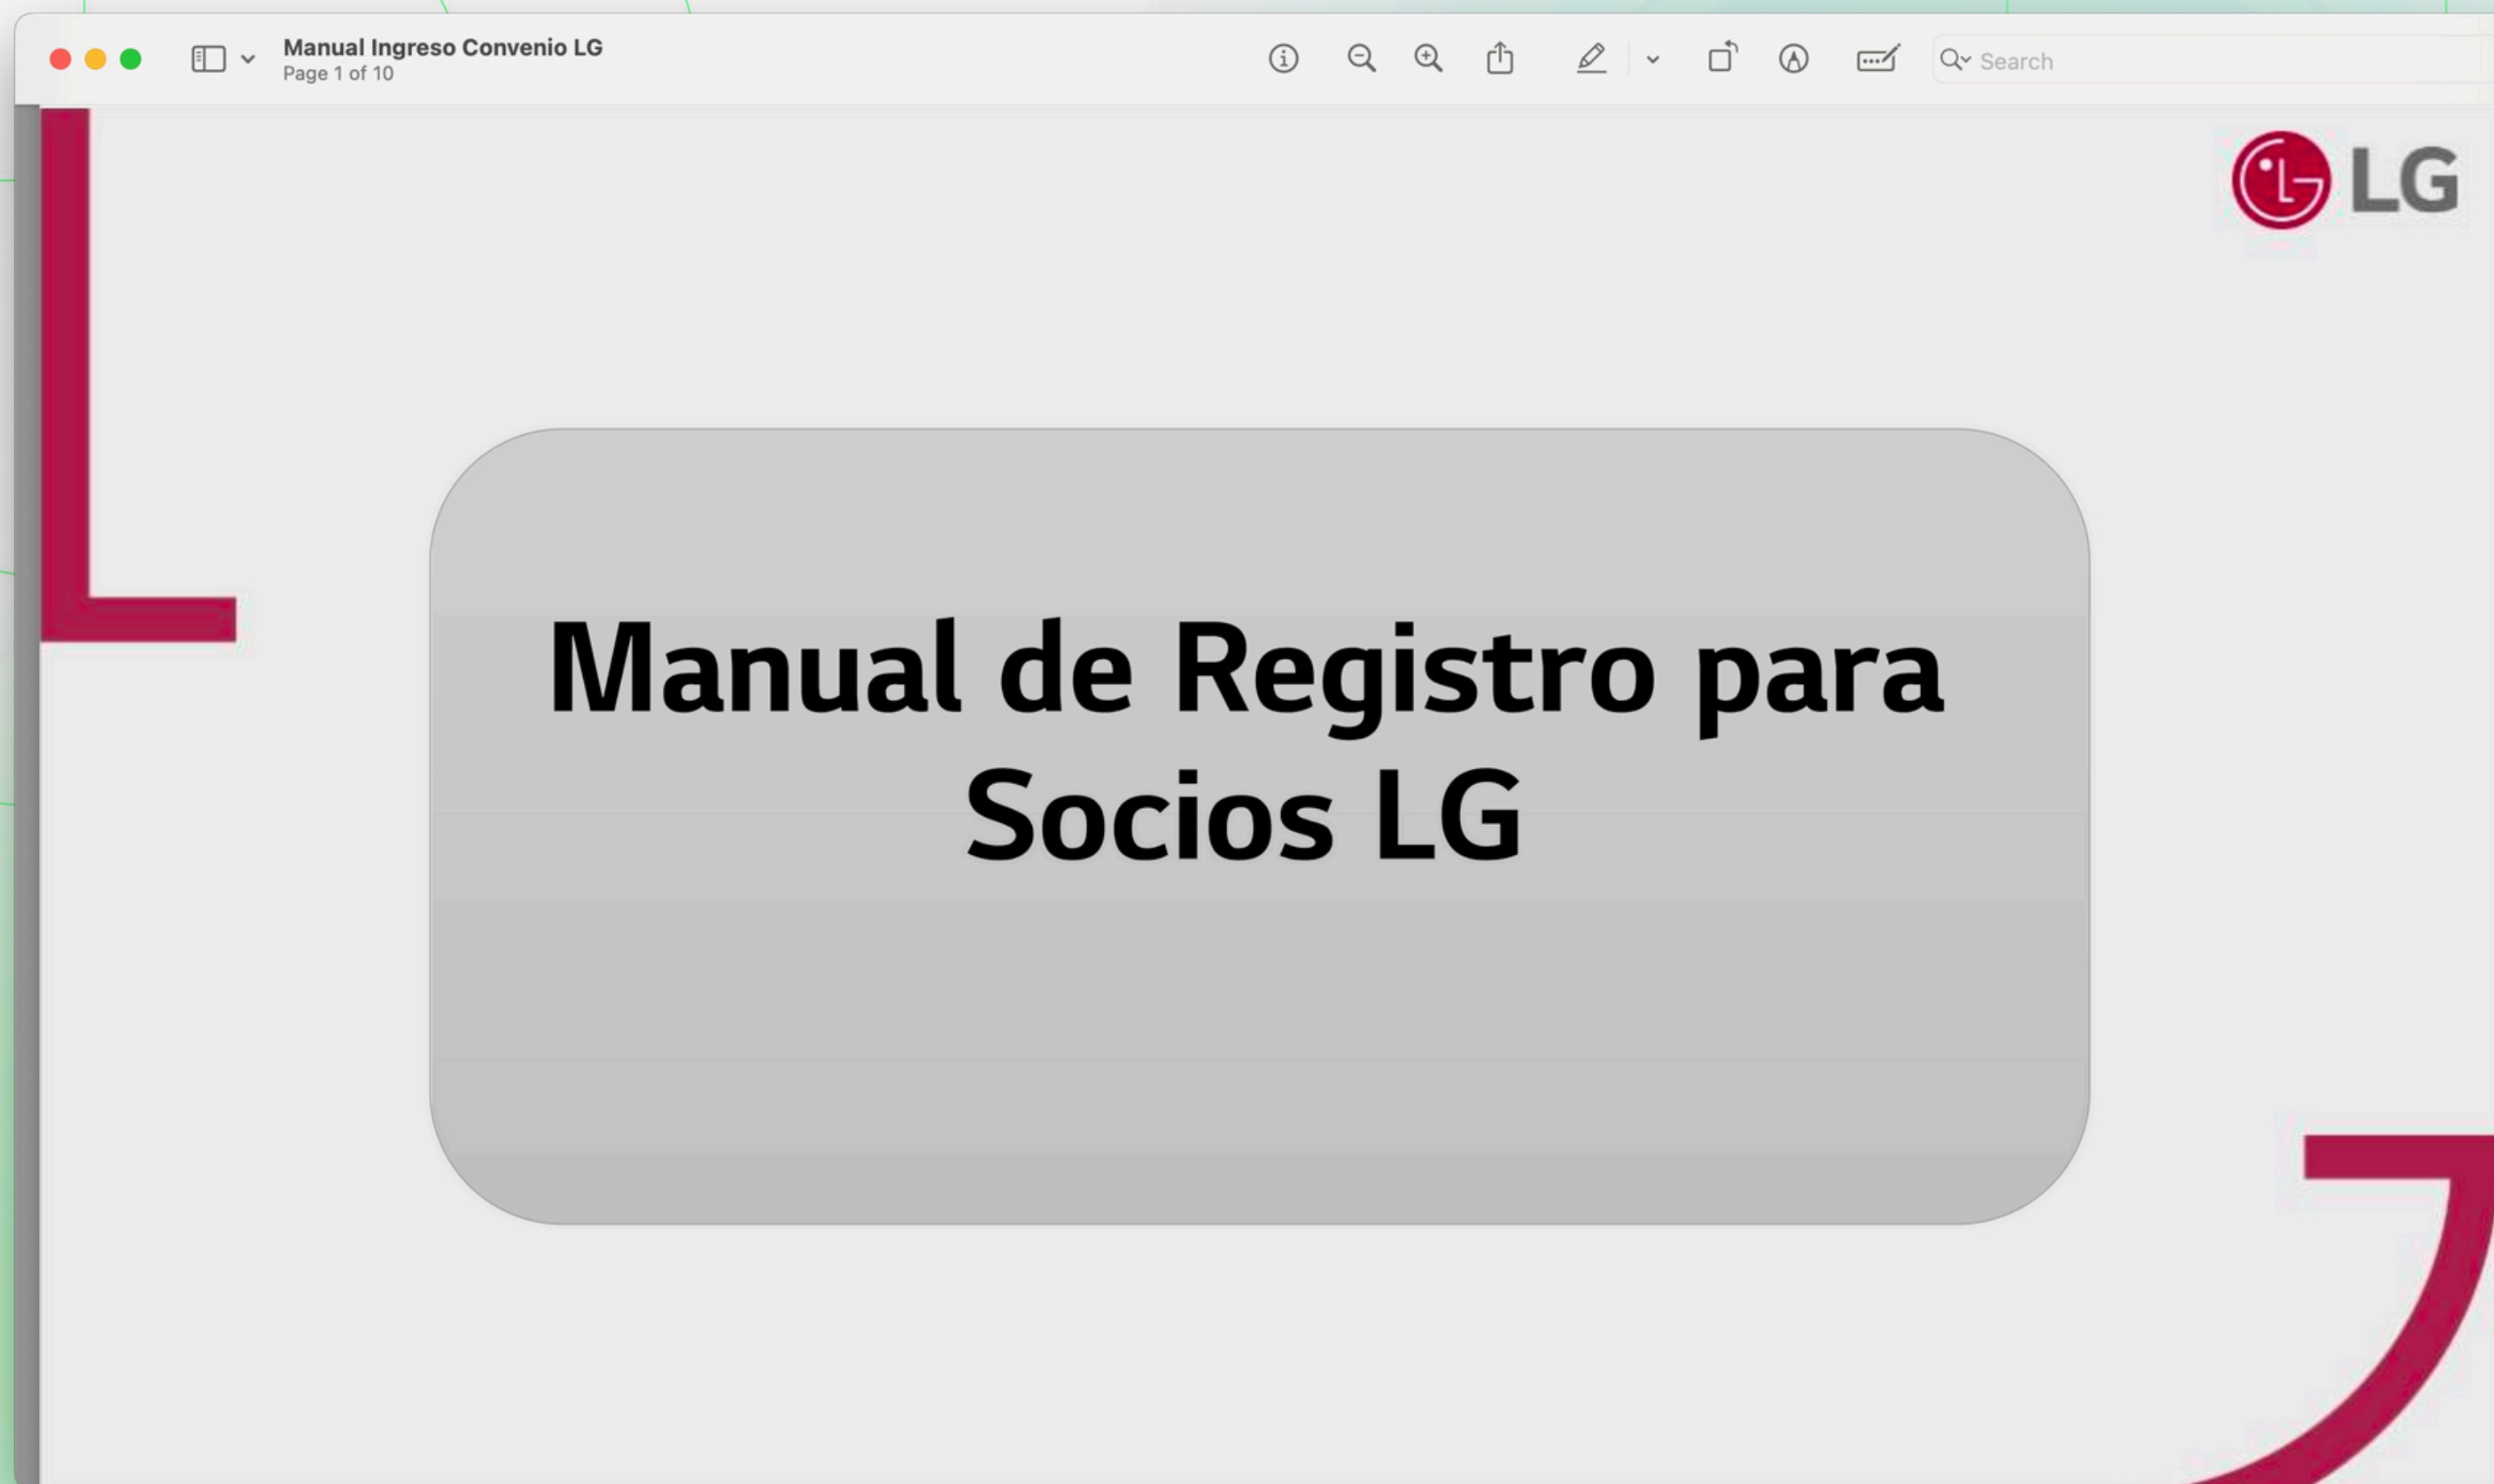 Manual Ingreso Convenio LG
Page 1 of 10
Search
LG
Manual de Registro para
Socios LG